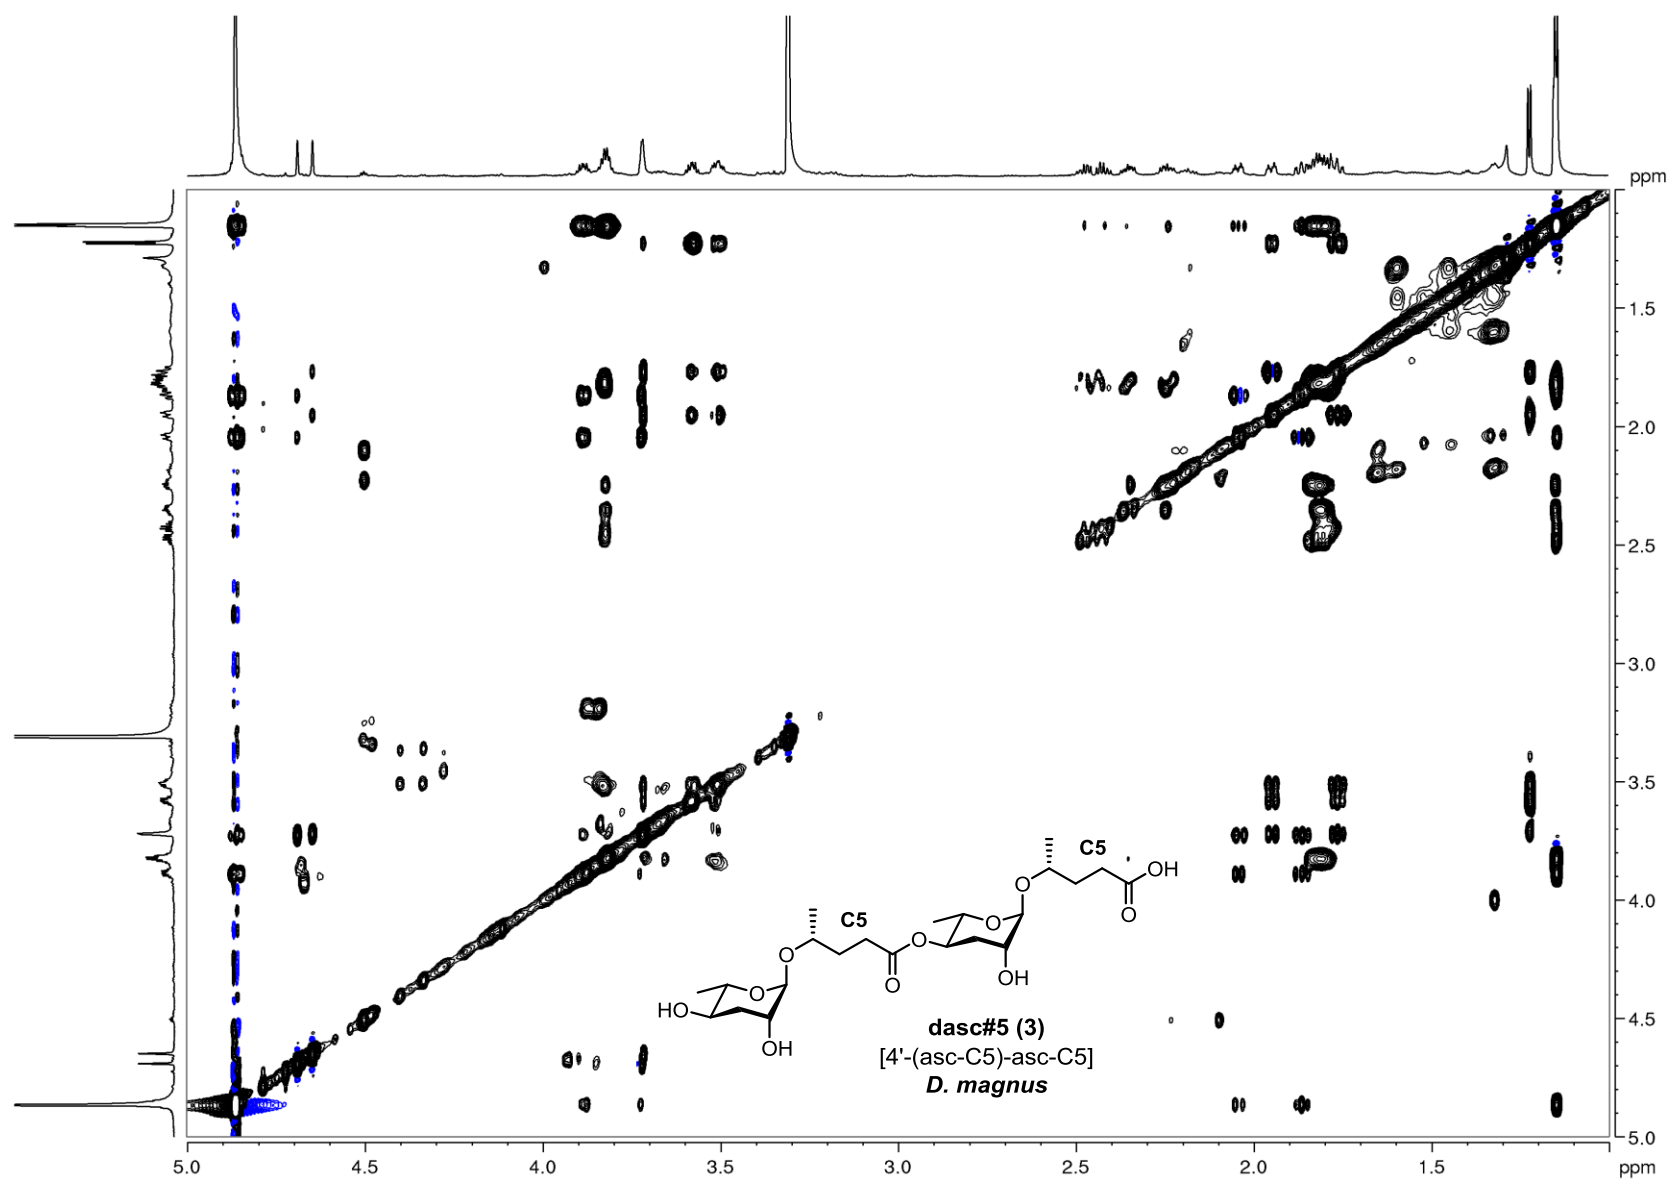 ppm
1.5
2.0
2.5
3.0
3.5
4.0
4.5
5.0
C5
OH
O
O
O
C5
O
O
OH
O
O
O
HO
OH
dasc#5 (3)
[4'-(asc-C5)-asc-C5]
D. magnus
5.0 4.5 4.0 3.5 3.0 2.5 2.0 1.5 ppm